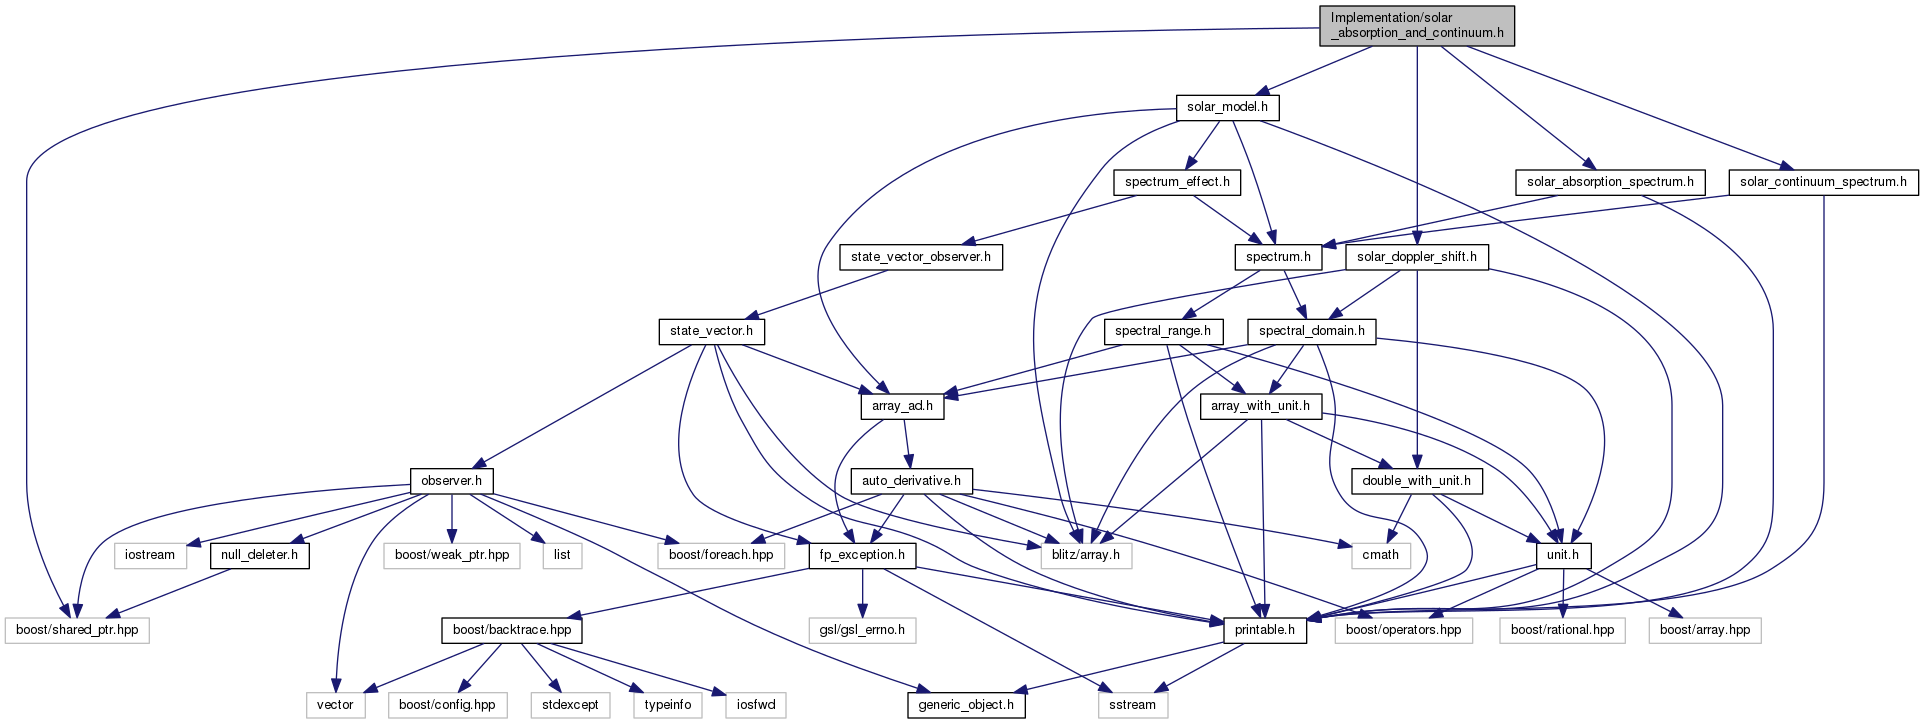 Implementation/solar
_absorption_and_continuum.h
solar_model.h
spectrum_effect.h
solar_absorption_spectrum.h
solar_continuum_spectrum.h
state_vector_observer.h
spectrum.h
solar_doppler_shift.h
state_vector.h
spectral_range.h
spectral_domain.h
array_ad.h
array_with_unit.h
observer.h
auto_derivative.h
double_with_unit.h
iostream
null_deleter.h
boost/weak_ptr.hpp
list
boost/foreach.hpp
fp_exception.h
blitz/array.h
cmath
unit.h
boost/shared_ptr.hpp
boost/backtrace.hpp
gsl/gsl_errno.h
printable.h
boost/operators.hpp
boost/rational.hpp
boost/array.hpp
vector
boost/config.hpp
stdexcept
typeinfo
iosfwd
generic_object.h
sstream